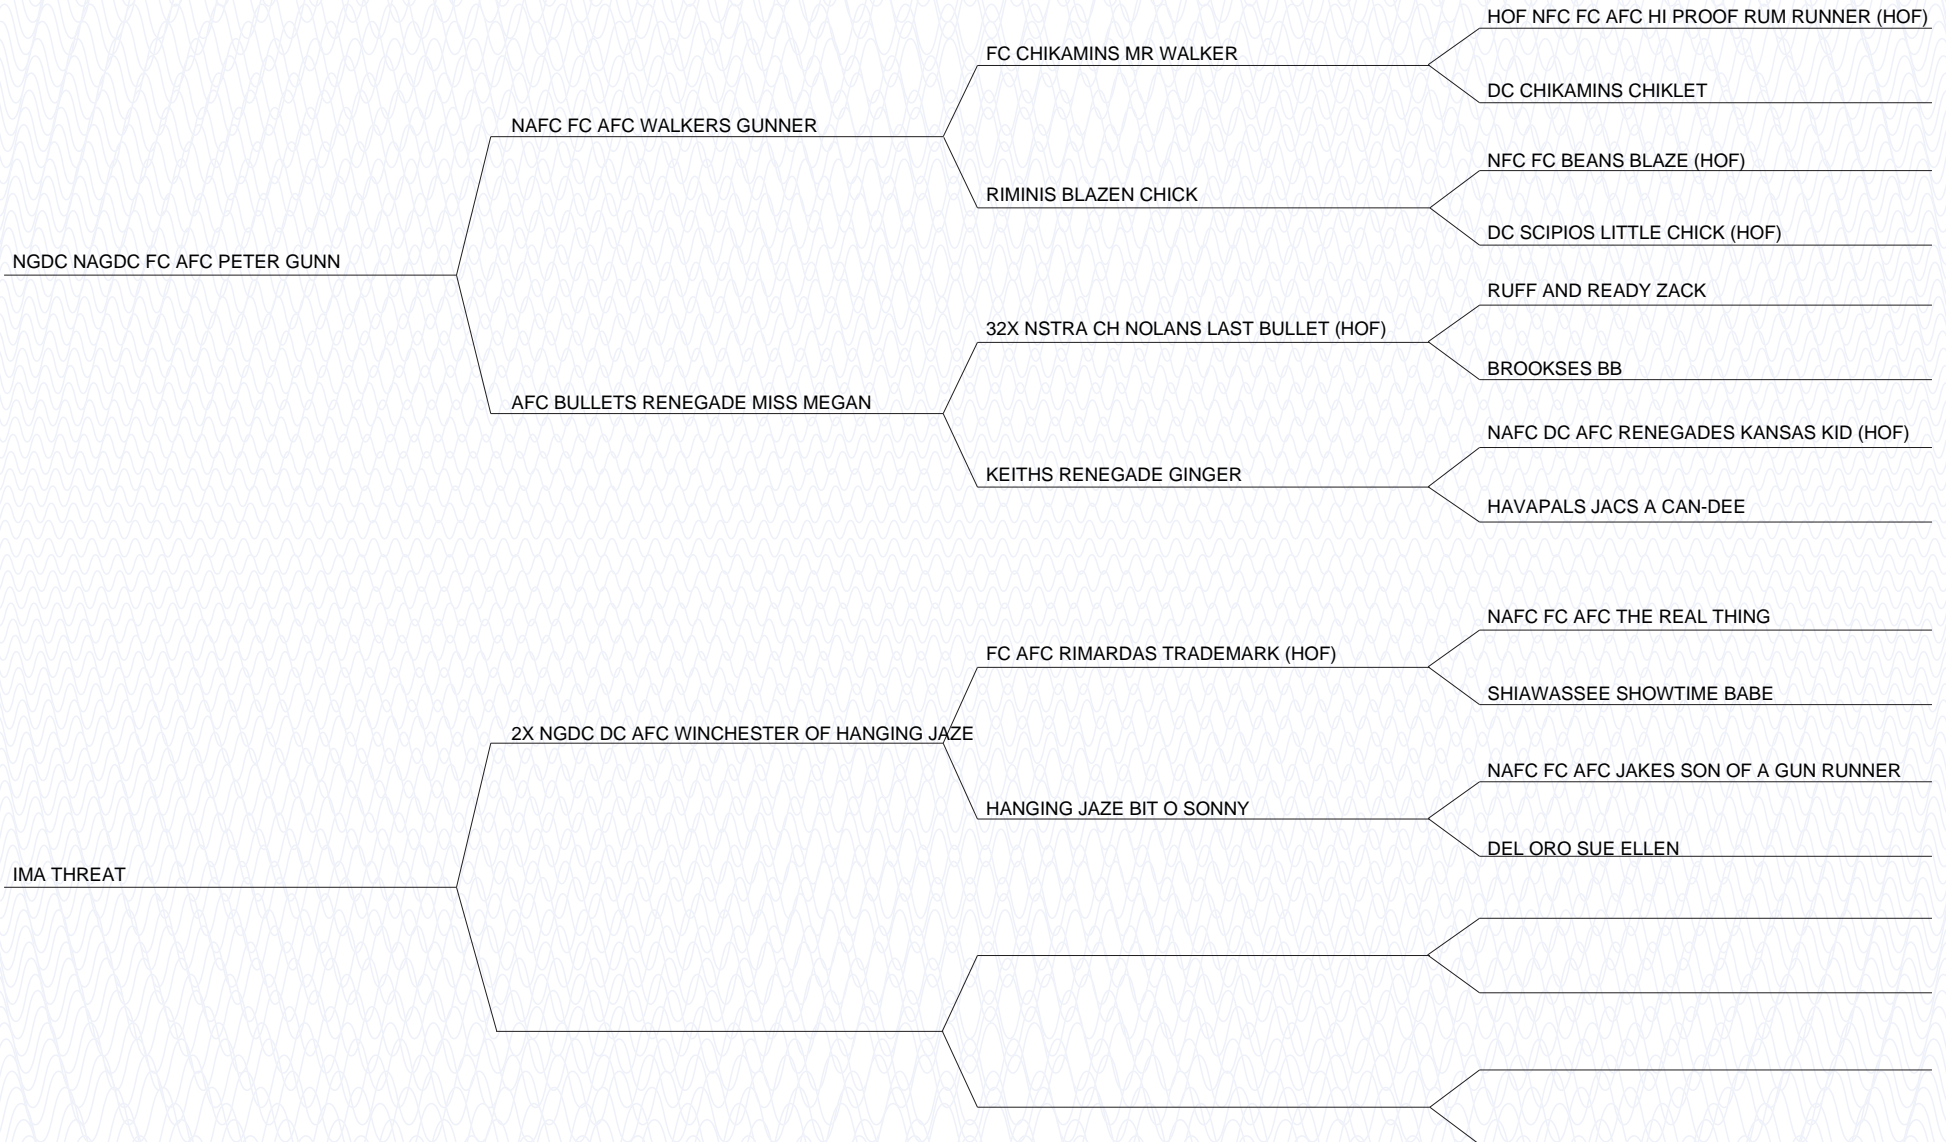 HOF NFC FC AFC HI PROOF RUM RUNNER (HOF)
FC CHIKAMINS MR WALKER
DC CHIKAMINS CHIKLET
NAFC FC AFC WALKERS GUNNER
NFC FC BEANS BLAZE (HOF)
RIMINIS BLAZEN CHICK
DC SCIPIOS LITTLE CHICK (HOF)
NGDC NAGDC FC AFC PETER GUNN
RUFF AND READY ZACK
32X NSTRA CH NOLANS LAST BULLET (HOF)
BROOKSES BB
AFC BULLETS RENEGADE MISS MEGAN
NAFC DC AFC RENEGADES KANSAS KID (HOF)
KEITHS RENEGADE GINGER
HAVAPALS JACS A CAN-DEE
NAFC FC AFC THE REAL THING
FC AFC RIMARDAS TRADEMARK (HOF)
SHIAWASSEE SHOWTIME BABE
2X NGDC DC AFC WINCHESTER OF HANGING JAZE
NAFC FC AFC JAKES SON OF A GUN RUNNER
HANGING JAZE BIT O SONNY
DEL ORO SUE ELLEN
IMA THREAT